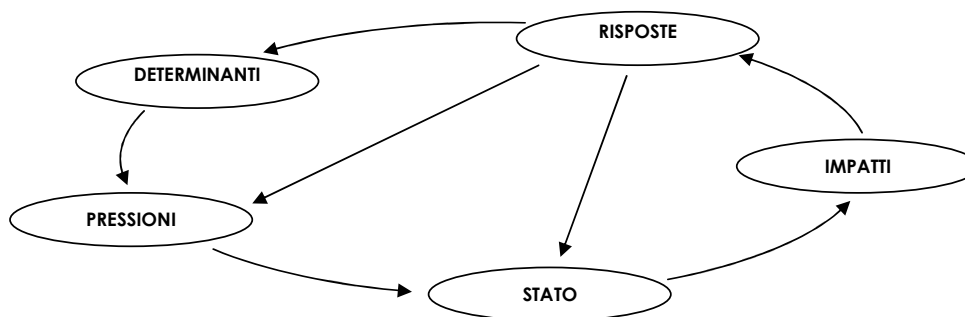 RISPOSTE
DETERMINANTI
IMPATTI
PRESSIONI
STATO